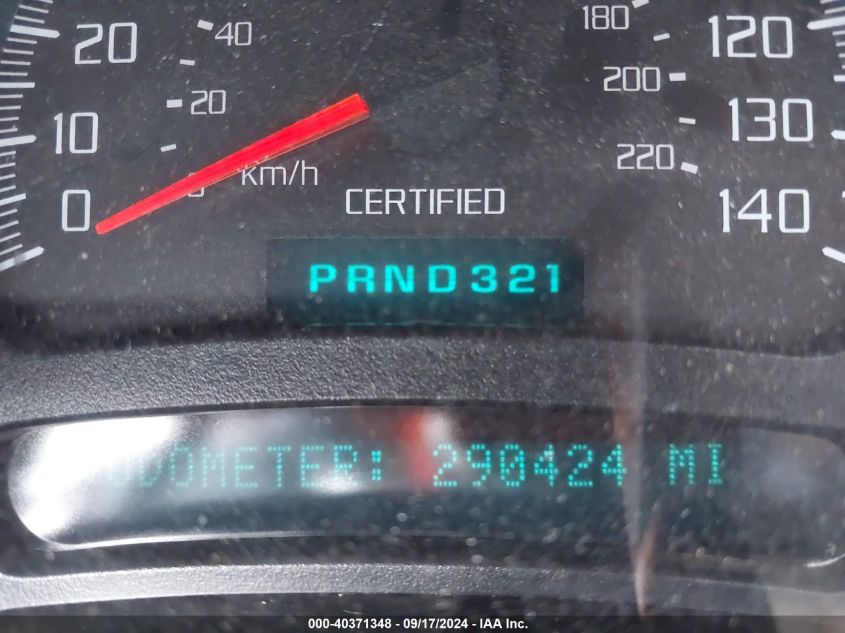 20 40 180 120
10 20 200 130
0 0 km/h 220 140
CERTIFIED
PRND321
ODOMETER: 290424 MI
000-40371348 - 09/17/2024 - IAA Inc.